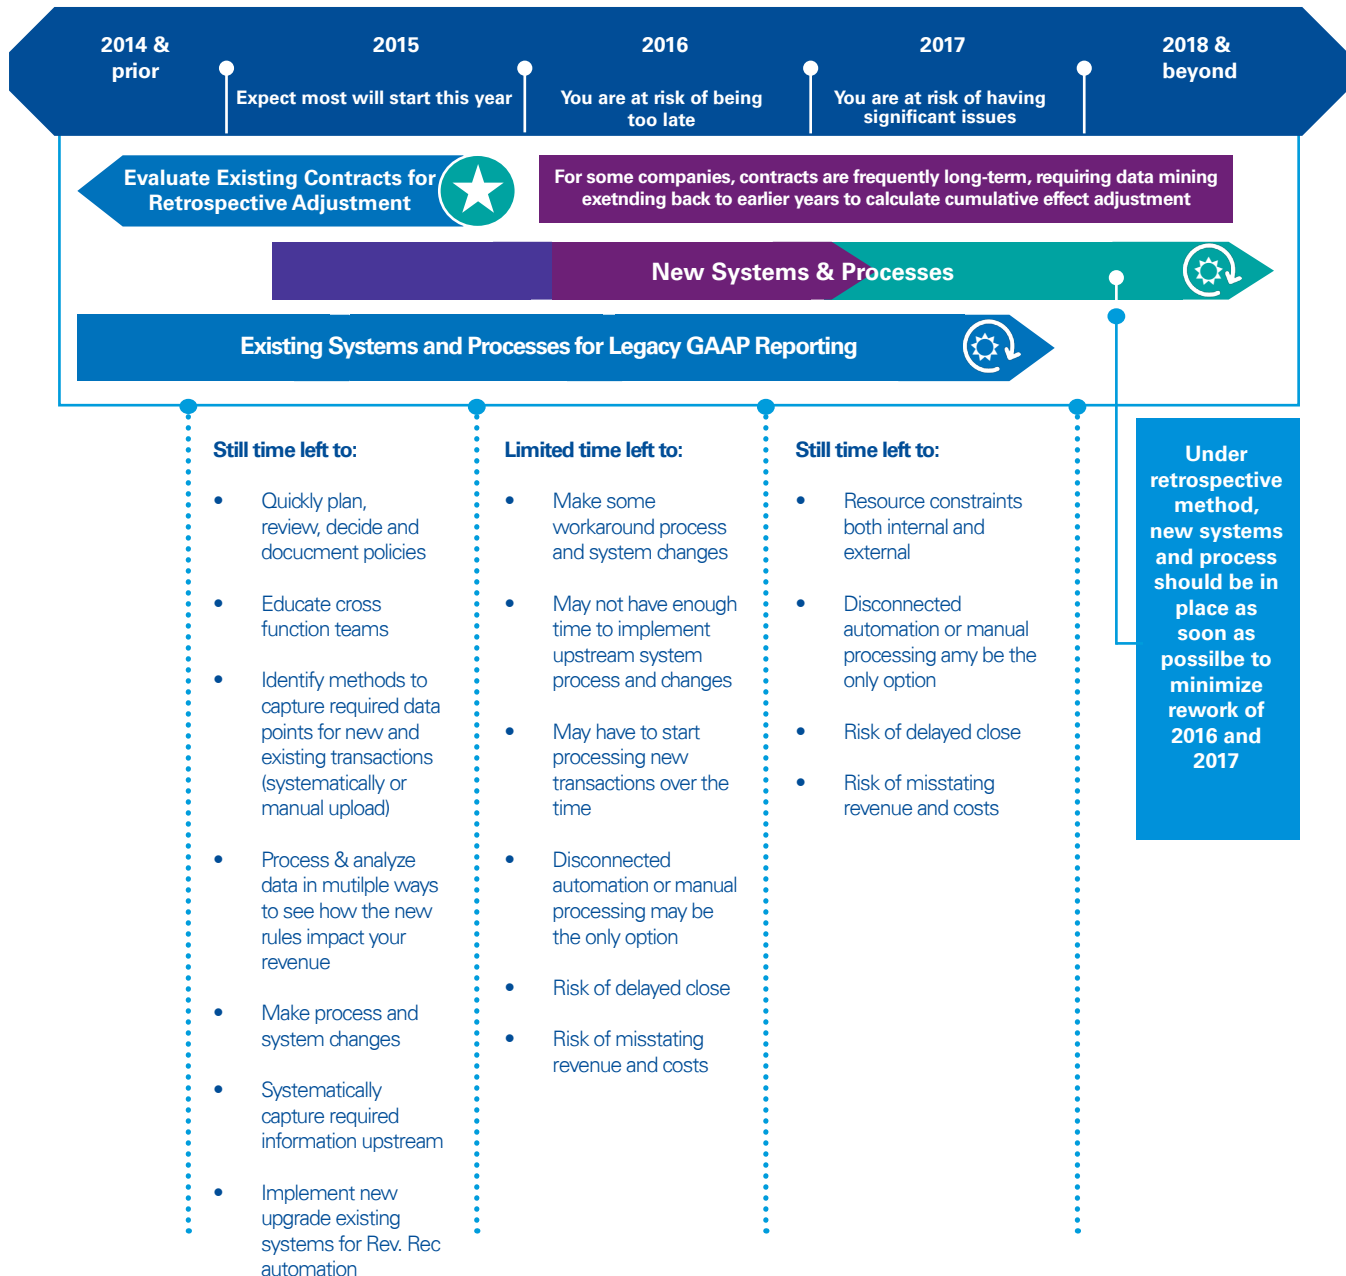 2014 &
prior
2015
Expect most will start this year
2016
You are at risk of being
too late
2017
You are at risk of having
significant issues
2018 &
beyond
Evaluate Existing Contracts for
Retrospective Adjustment
For some companies, contracts are frequently long-term, requiring data mining
exetnding back to earlier years to calculate cumulative effect adjustment
New Systems & Processes
Existing Systems and Processes for Legacy GAAP Reporting
Still time left to:
• Quickly plan,
review, decide and
docucment policies
• Educate cross
function teams
• Identify methods to
capture required data
points for new and
existing transactions
(systematically or
manual upload)
• Process & analyze
data in mutilple ways
to see how the new
rules impact your
revenue
• Make process and
system changes
• Systematically
capture required
information upstream
• Implement new
upgrade existing
systems for Rev. Rec
automation
Limited time left to:
• Make some
workaround process
and system changes
• May not have enough
time to implement
upstream system
process and changes
• May have to start
processing new
transactions over the
time
• Disconnected
automation or manual
processing may be
the only option
• Risk of delayed close
• Risk of misstating
revenue and costs
Still time left to:
• Resource constraints
both internal and
external
• Disconnected
automation or manual
processing amy be the
only option
• Risk of delayed close
• Risk of misstating
revenue and costs
Under
retrospective
method,
new systems
and process
should be in
place as
soon as
possilbe to
minimize
rework of
2016 and
2017